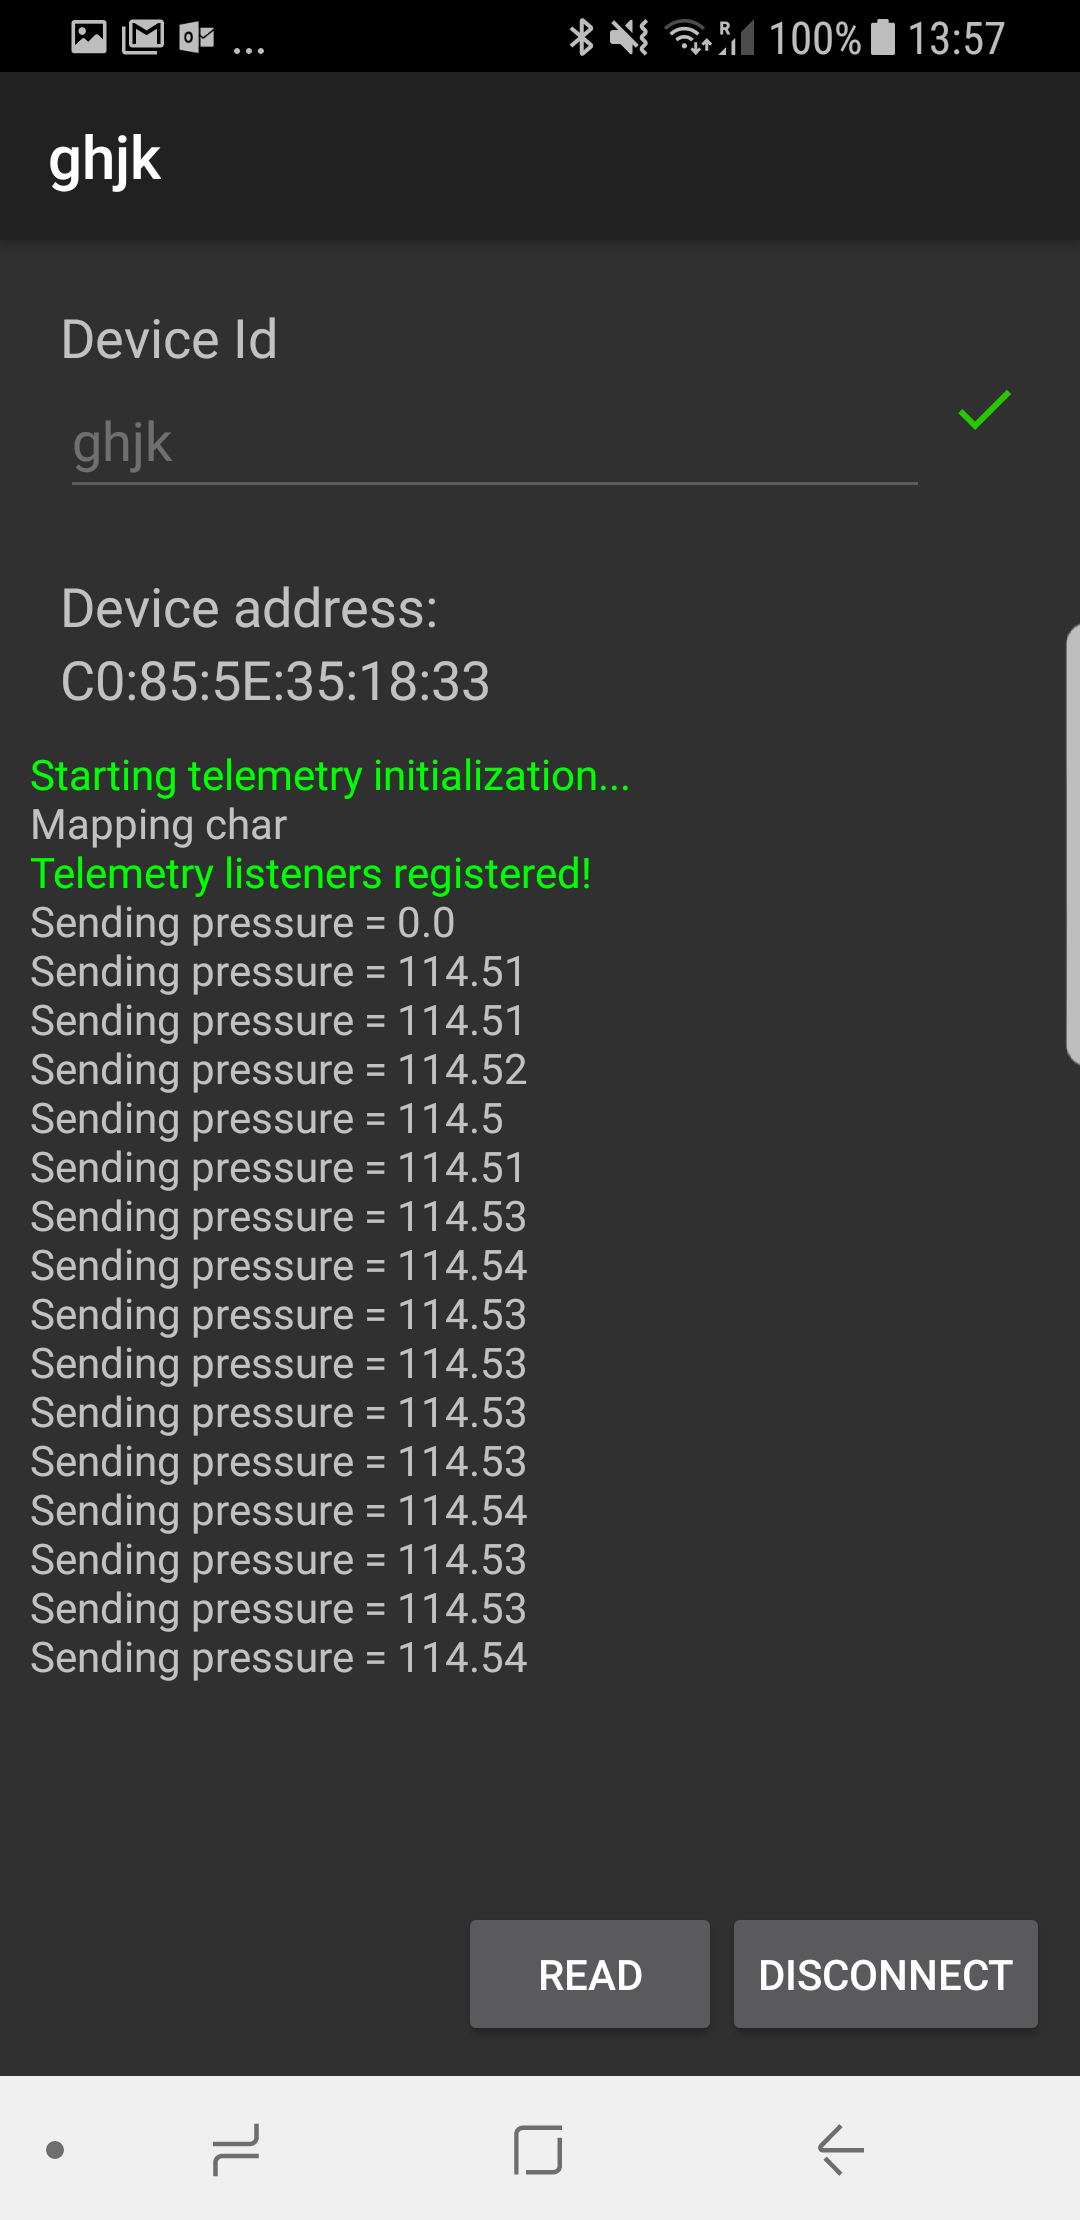 ... R 100% 13:57
ghjk
Device Id
ghjk
Device address:
C0:85:5E:35:18:33
Starting telemetry initialization...
Mapping char
Telemetry listeners registered!
Sending pressure = 0.0
Sending pressure = 114.51
Sending pressure = 114.51
Sending pressure = 114.52
Sending pressure = 114.5
Sending pressure = 114.51
Sending pressure = 114.53
Sending pressure = 114.54
Sending pressure = 114.53
Sending pressure = 114.53
Sending pressure = 114.53
Sending pressure = 114.53
Sending pressure = 114.54
Sending pressure = 114.53
Sending pressure = 114.53
Sending pressure = 114.54
READ DISCONNECT